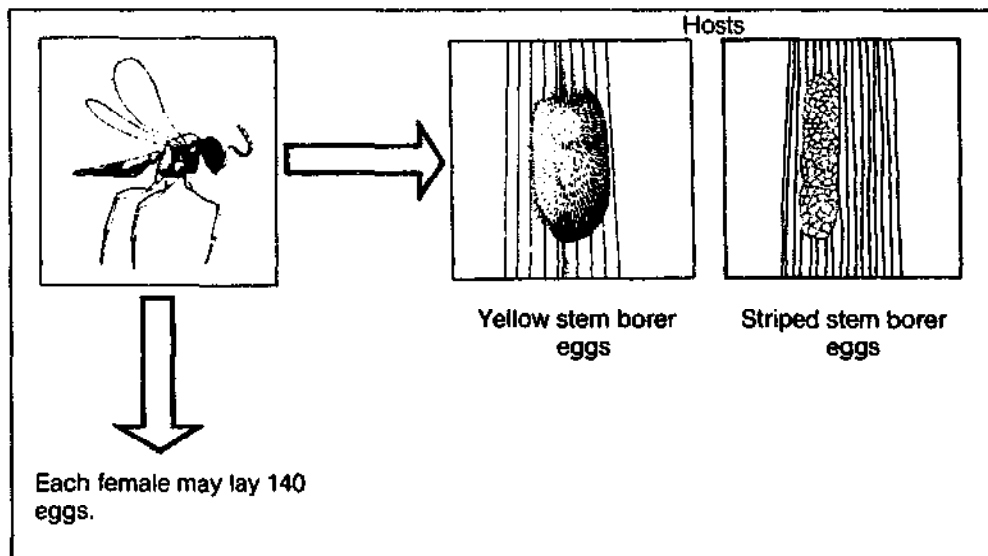 Hosts
Yellow stem borer
eggs
Striped stem borer
eggs
Each female may lay 140
eggs.